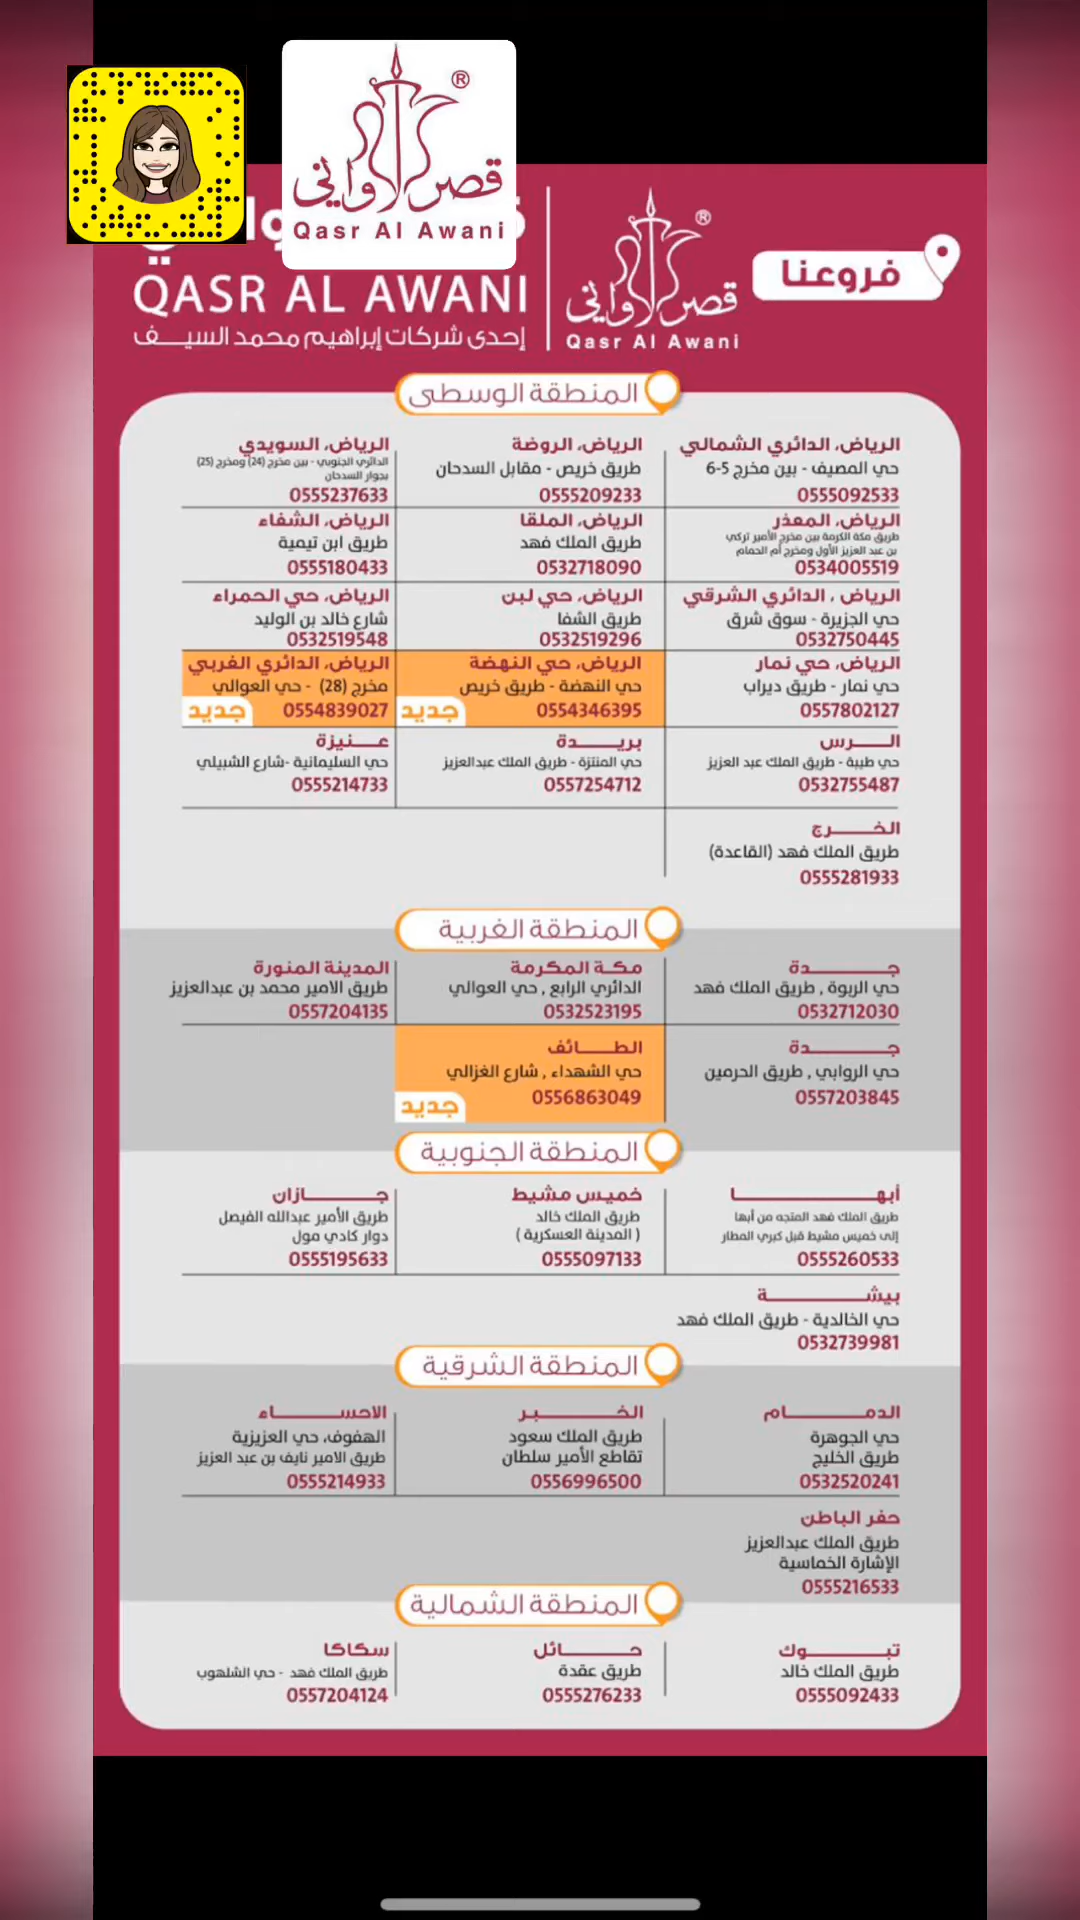 قصر الأواني
®
Qasr Al Awani
فروعنا
قصر الأواني
®
Qasr Al Awani
QASR AL AWANI
إحدى شركات إبراهيم محمد السيف
المنطقة الوسطى
الرياض، الدائري الشمالي
حي المصيف - بين مخرج 5-6
0555092533
الرياض، الروضة
طريق خريص - مقابل السدحان
0555209233
الرياض، السويدي
الدائري الجنوبي - بين مخرج (24) ومخرج (25)
بجوار السدحان
0555237633
الرياض، المعذر
طريق مكة الكرمة بين مخرج الأمير تركي
بن عبد العزيز الأول ومخرج أم الحمام
0534005519
الرياض، الملقا
طريق الملك فهد
0532718090
الرياض، الشفاء
طريق ابن تيمية
0555180433
الرياض ، الدائري الشرقي
حي الجزيرة - سوق شرق
0532750445
الرياض، حي لبن
طريق الشفا
0532519296
الرياض، حي الحمراء
شارع خالد بن الوليد
0532519548
الرياض، حي نمار
حي نمار - طريق ديراب
0557802127
الرياض، حي النهضة
حي النهضة - طريق خريص
0554346395
جديد
الرياض، الدائري الغربي
مخرج (28) - حي العوالي
0554839027
جديد
الرس
حي طيبة - طريق الملك عبد العزيز
0532755487
بريدة
حي المنتزة - طريق الملك عبدالعزيز
0557254712
عنيزة
حي السليمانية -شارع الشبيلي
0555214733
الخرج
طريق الملك فهد (القاعدة)
0555281933
المنطقة الغربية
جدة
حي الربوة , طريق الملك فهد
0532712030
مكة المكرمة
الدائري الرابع , حي العوالي
0532523195
المدينة المنورة
طريق الامير محمد بن عبدالعزيز
0557204135
جدة
حي الروابي , طريق الحرمين
0557203845
الطائف
حي الشهداء , شارع الغزالي
0556863049
جديد
المنطقة الجنوبية
أبها
طريق الملك فهد المتجه من أبها
إلى خميس مشيط قبل كبري المطار
0555260533
خميس مشيط
طريق الملك خالد
( المدينة العسكرية )
0555097133
جازان
طريق الأمير عبدالله الفيصل
دوار كادي مول
0555195633
بيشة
حي الخالدية - طريق الملك فهد
0532739981
المنطقة الشرقية
الدمام
حي الجوهرة
طريق الخليج
0532520241
الخبر
طريق الملك سعود
تقاطع الأمير سلطان
0556996500
الاحساء
الهفوف، حي العزيزية
طريق الامير نايف بن عبد العزيز
0555214933
حفر الباطن
طريق الملك عبدالعزيز
الإشارة الخماسية
0555216533
المنطقة الشمالية
تبوك
طريق الملك خالد
0555092433
حائل
طريق عقدة
0555276233
سكاكا
طريق الملك فهد - حي الشلهوب
0557204124